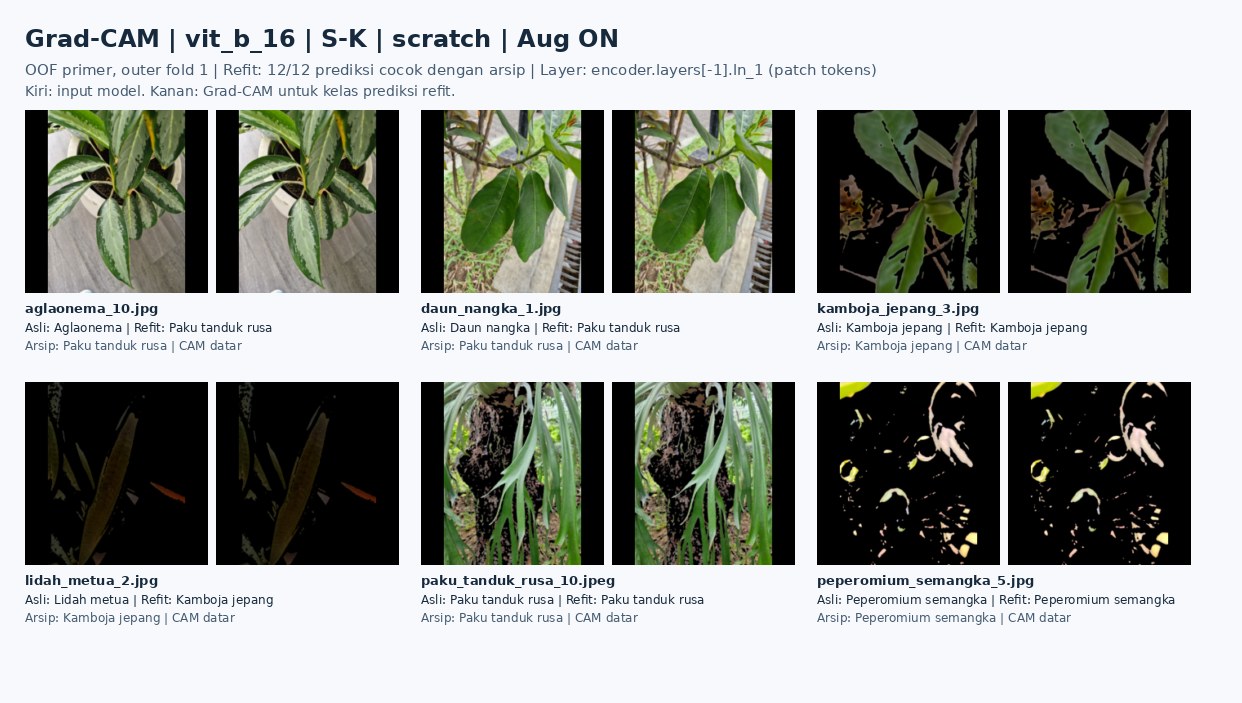 Grad-CAM | vit_b_16 | S-K | scratch | Aug ON
OOF primer, outer fold 1 | Refit: 12/12 prediksi cocok dengan arsip | Layer: encoder.layers[-1].ln_1 (patch tokens)
Kiri: input model. Kanan: Grad-CAM untuk kelas prediksi refit.
aglaonema_10.jpg
Asli: Aglaonema | Refit: Paku tanduk rusa
Arsip: Paku tanduk rusa | CAM datar
daun_nangka_1.jpg
Asli: Daun nangka | Refit: Paku tanduk rusa
Arsip: Paku tanduk rusa | CAM datar
kamboja_jepang_3.jpg
Asli: Kamboja jepang | Refit: Kamboja jepang
Arsip: Kamboja jepang | CAM datar
lidah_metua_2.jpg
Asli: Lidah metua | Refit: Kamboja jepang
Arsip: Kamboja jepang | CAM datar
paku_tanduk_rusa_10.jpeg
Asli: Paku tanduk rusa | Refit: Paku tanduk rusa
Arsip: Paku tanduk rusa | CAM datar
peperomium_semangka_5.jpg
Asli: Peperomium semangka | Refit: Peperomium semangka
Arsip: Peperomium semangka | CAM datar